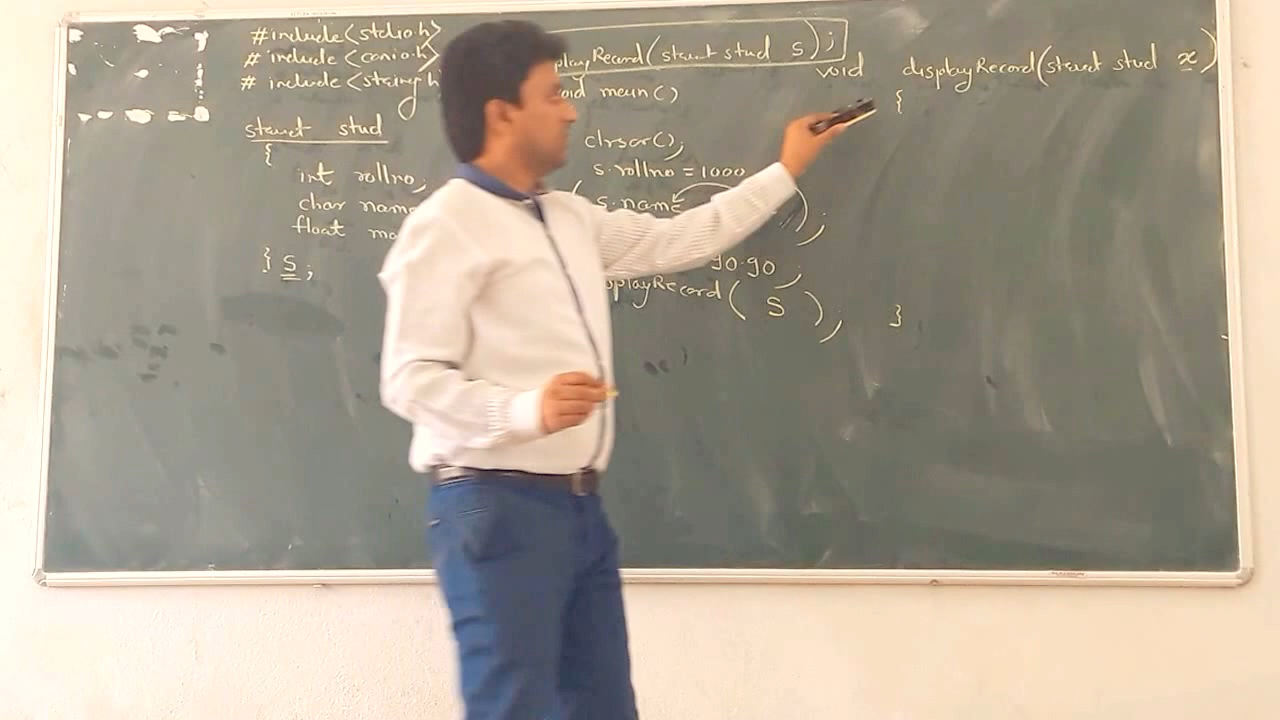 #include<stdio.h>
#include<conio.h>
#include<string.h
struct stud
{
int rollno;
char name
float ma
} S;
playRecord(struct stud s);
oid main()
clrscr();
s.rollno = 1000
s.name
);
90.90;
playRecord( S );
void displayRecord(struct stud x)
{
}